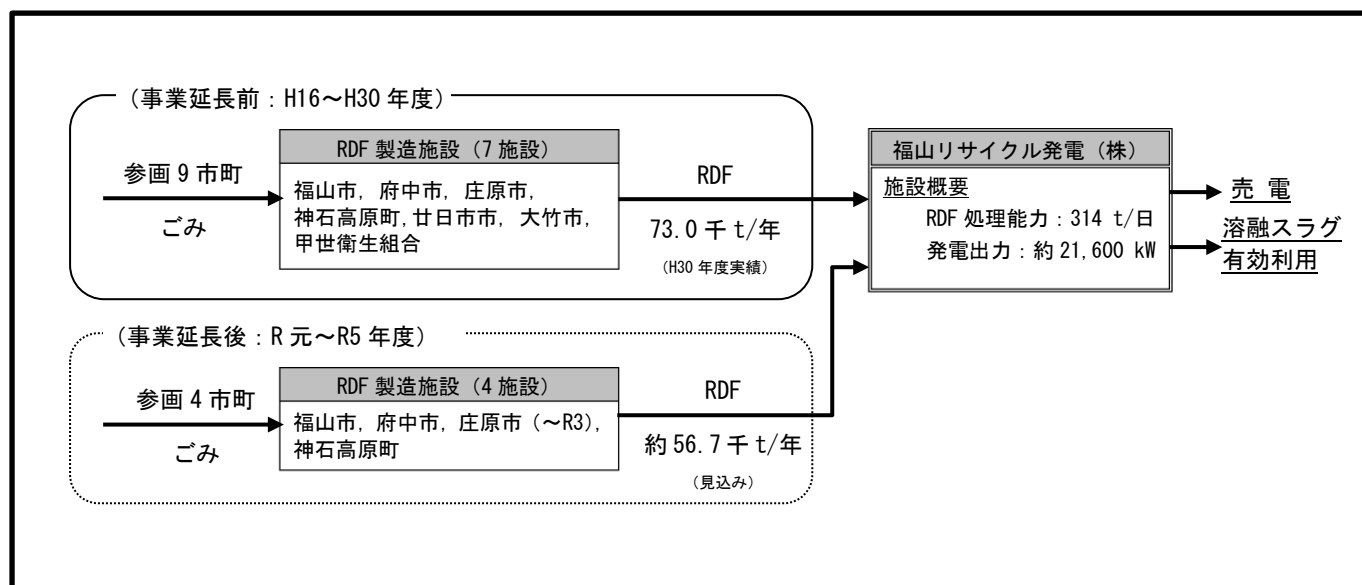 (事業延長前:H16~H30 年度)
参画 9 市町
ごみ
RDF 製造施設(7 施設)
福山市,府中市,庄原市,
神石高原町,廿日市市,大竹市,
甲世衛生組合
RDF
73.0 千 t/年
(H30 年度実績)
福山リサイクル発電(株)
施設概要
RDF 処理能力:314 t/日
発電出力:約 21,600 kW
売 電
溶融スラグ
有効利用
(事業延長後:R 元~R5 年度)
参画 4 市町
ごみ
RDF 製造施設(4 施設)
福山市,府中市,庄原市(~R3),
神石高原町
RDF
約 56.7 千 t/年
(見込み)